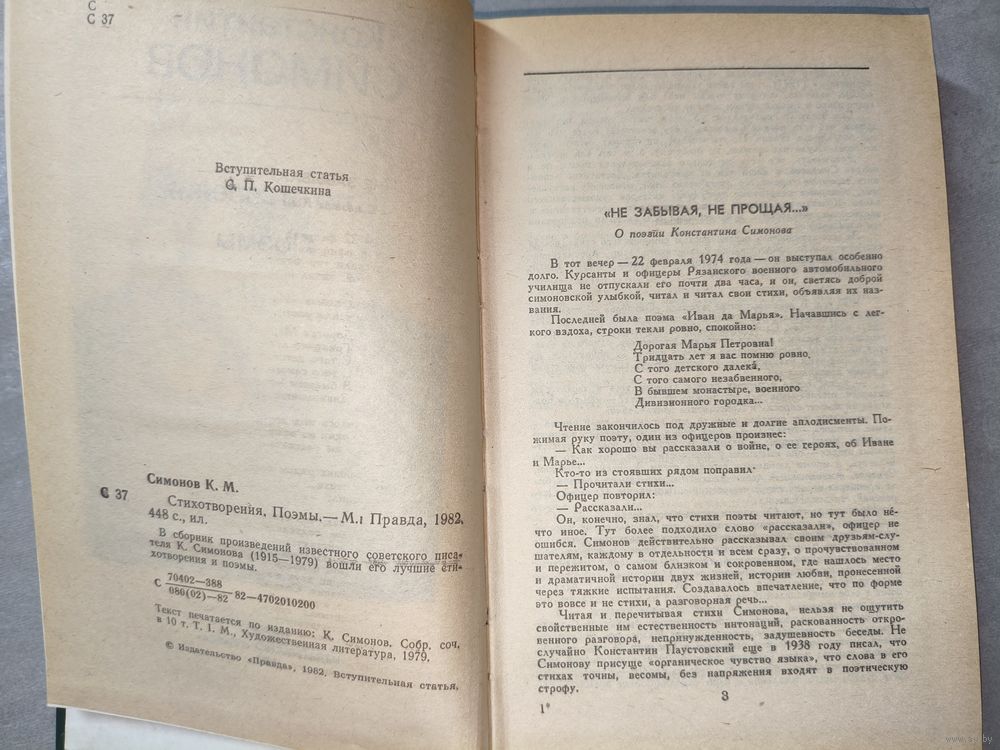 С
С 37
Вступительная статья
С. П. Кошечкина
Симонов К. М.
С 37
Стихотворения. Поэмы.— М.: Правда, 1982.
448 с., ил.
В сборник произведений известного советского писа-
теля К. Симонова (1915—1979) вошли его лучшие сти-
хотворения и поэмы.
С 70402—388
080(02)—82 82—4702010200
Текст печатается по изданию: К. Симонов. Собр. соч.
в 10 т. Т. I. М., Художественная литература, 1979.
© Издательство «Правда», 1982. Вступительная статья.
«НЕ ЗАБЫВАЯ, НЕ ПРОЩАЯ...»
О поэзии Константина Симонова
В тот вечер — 22 февраля 1974 года — он выступал особенно
долго. Курсанты и офицеры Рязанского военного автомобильного
училища не отпускали его почти два часа, и он, светясь доброй
симоновской улыбкой, читал и читал свои стихи, объявляя их наз-
вания.
Последней была поэма «Иван да Марья». Начавшись с лег-
кого вздоха, строки текли ровно, спокойно:
Дорогая Марья Петровна!
Тридцать лет я вас помню ровно,
С того детского далека́,
С того самого незабвенного,
В бывшем монастыре, военного
Дивизионного городка...
Чтение закончилось под дружные и долгие аплодисменты. По-
жимая руку поэту, один из офицеров произнес:
— Как хорошо вы рассказали о войне, о ее героях, об Иване
и Марье...
Кто-то из стоявших рядом поправил:
— Прочитали стихи...
Офицер повторил:
— Рассказали...
Он, конечно, знал, что стихи поэты читают, но тут было не́-
что иное. Тут более подходило слово «рассказали», офицер не
ошибся. Симонов действительно рассказывал своим друзьям-слу-
шателям, каждому в отдельности и всем сразу, о прочувствованном
и пережитом, о самом близком и сокровенном, где нашлось место
и драматичной истории двух жизней, истории любви, пронесенной
через тяжкие испытания. Создавалось впечатление, что по форме
это вовсе и не стихи, а разговорная речь...
Читая и перечитывая стихи Симонова, нельзя не ощутить
свойственные им естественность интонаций, раскованность откро-
венного разговора, непринужденность, задушевность беседы. Не
случайно Константин Паустовский еще в 1938 году писал, что
Симонову присуще «органическое чувство языка», что слова в его
стихах точны, весомы, без напряжения входят в поэтическую
строфу.
1*
3
www.ay.by